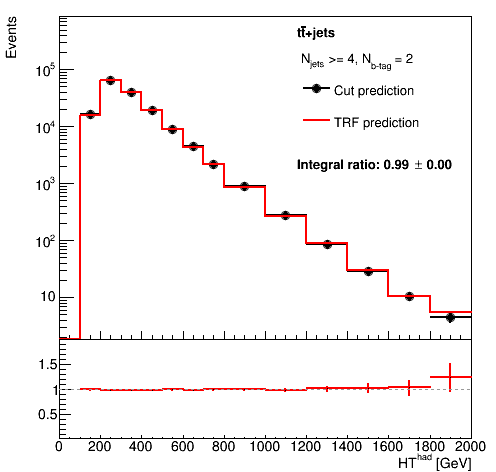 Events
tt̄+jets
N_jets >= 4, N_b-tag = 2
Cut prediction
TRF prediction
Integral ratio: 0.99 ± 0.00
10^5
10^4
10^3
10^2
10
1.5
1
0.5
0 200 400 600 800 1000 1200 1400 1600 1800 2000
HT^had [GeV]